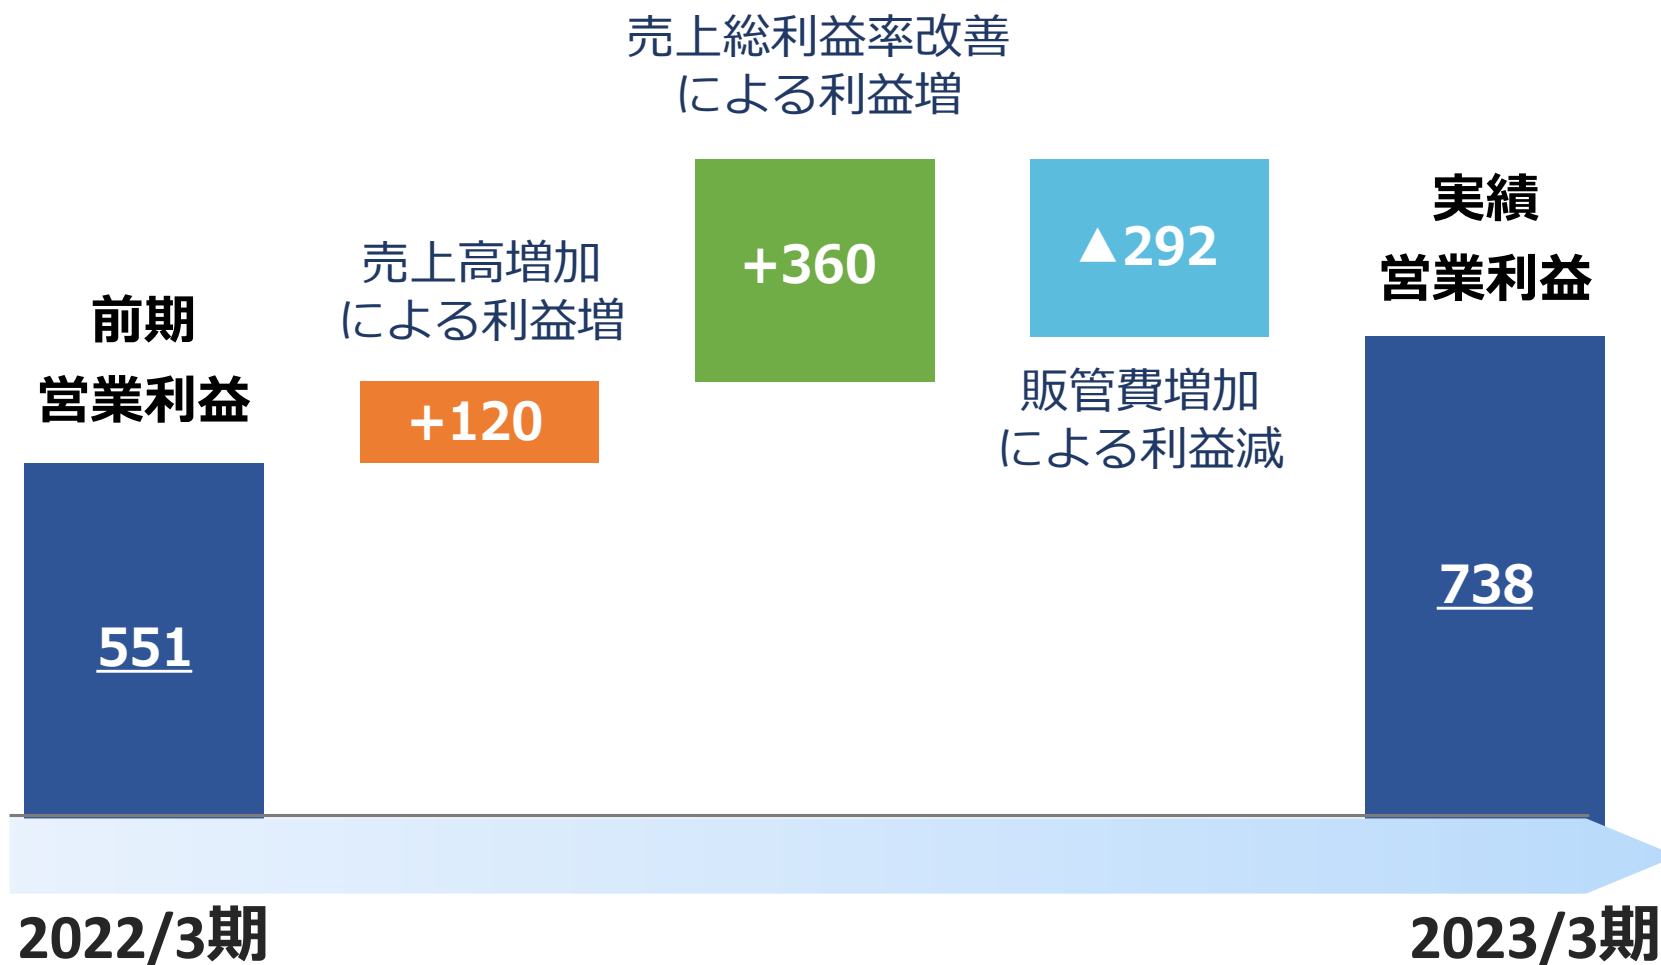 前期
営業利益
551
売上高増加
による利益増
+120
売上総利益率改善
による利益増
+360
▲292
販管費増加
による利益減
実績
営業利益
738
2022/3期
2023/3期